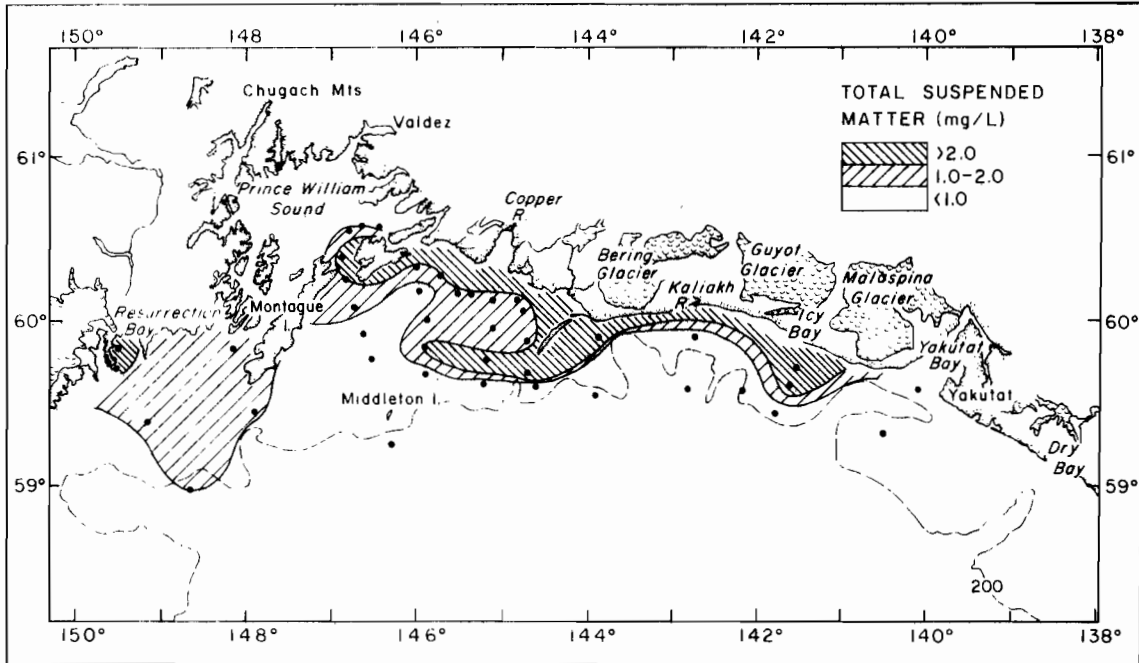 150° 148 146° 144° 142° 140° 138°
Chugach Mts
Valdez
TOTAL SUSPENDED
MATTER (mg/L)
>2.0
1.0-2.0
<1.0
61°
61°
Prince William
Sound
Copper
R.
Bering
Glacier
Guyot
Glacier
Malaspina
Glacier
Kaliakh
R.
Icy
Bay
Montague
I.
Resurrection
Bay
60°
60°
Yakutat
Bay
Yakutat
Middleton I.
Dry
Bay
59°
59°
200
150° 148° 146° 144° 142° 140° 138°